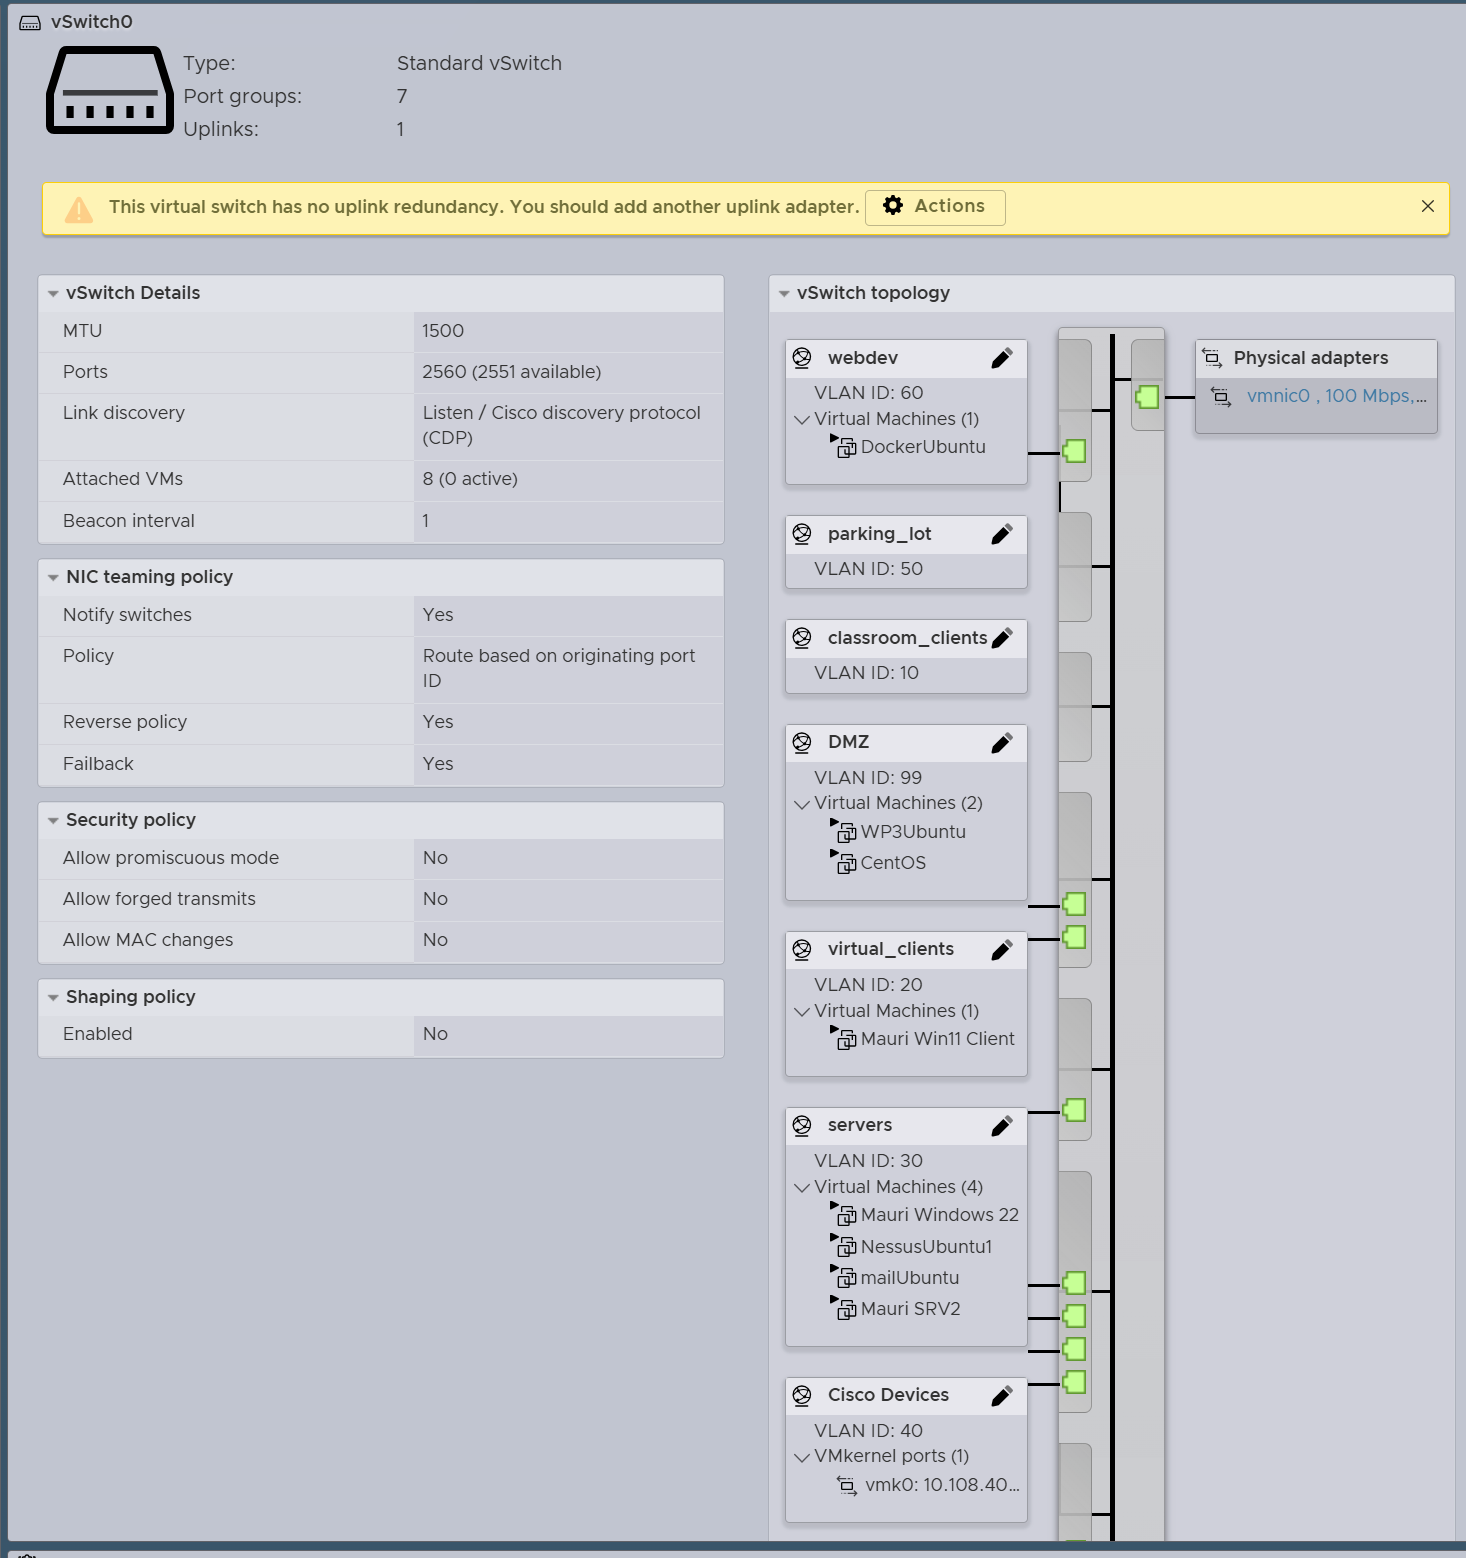 vSwitch0
Type: Standard vSwitch
Port groups: 7
Uplinks: 1
This virtual switch has no uplink redundancy. You should add another uplink adapter. Actions
vSwitch Details
MTU 1500
Ports 2560 (2551 available)
Link discovery Listen / Cisco discovery protocol
(CDP)
Attached VMs 8 (0 active)
Beacon interval 1
NIC teaming policy
Notify switches Yes
Policy Route based on originating port
ID
Reverse policy Yes
Failback Yes
Security policy
Allow promiscuous mode No
Allow forged transmits No
Allow MAC changes No
Shaping policy
Enabled No
vSwitch topology
webdev
VLAN ID: 60
Virtual Machines (1)
DockerUbuntu
parking_lot
VLAN ID: 50
classroom_clients
VLAN ID: 10
DMZ
VLAN ID: 99
Virtual Machines (2)
WP3Ubuntu
CentOS
virtual_clients
VLAN ID: 20
Virtual Machines (1)
Mauri Win11 Client
servers
VLAN ID: 30
Virtual Machines (4)
Mauri Windows 22
NessusUbuntu1
mailUbuntu
Mauri SRV2
Cisco Devices
VLAN ID: 40
VMkernel ports (1)
vmk0: 10.108.40...
Physical adapters
vmnic0 , 100 Mbps,...